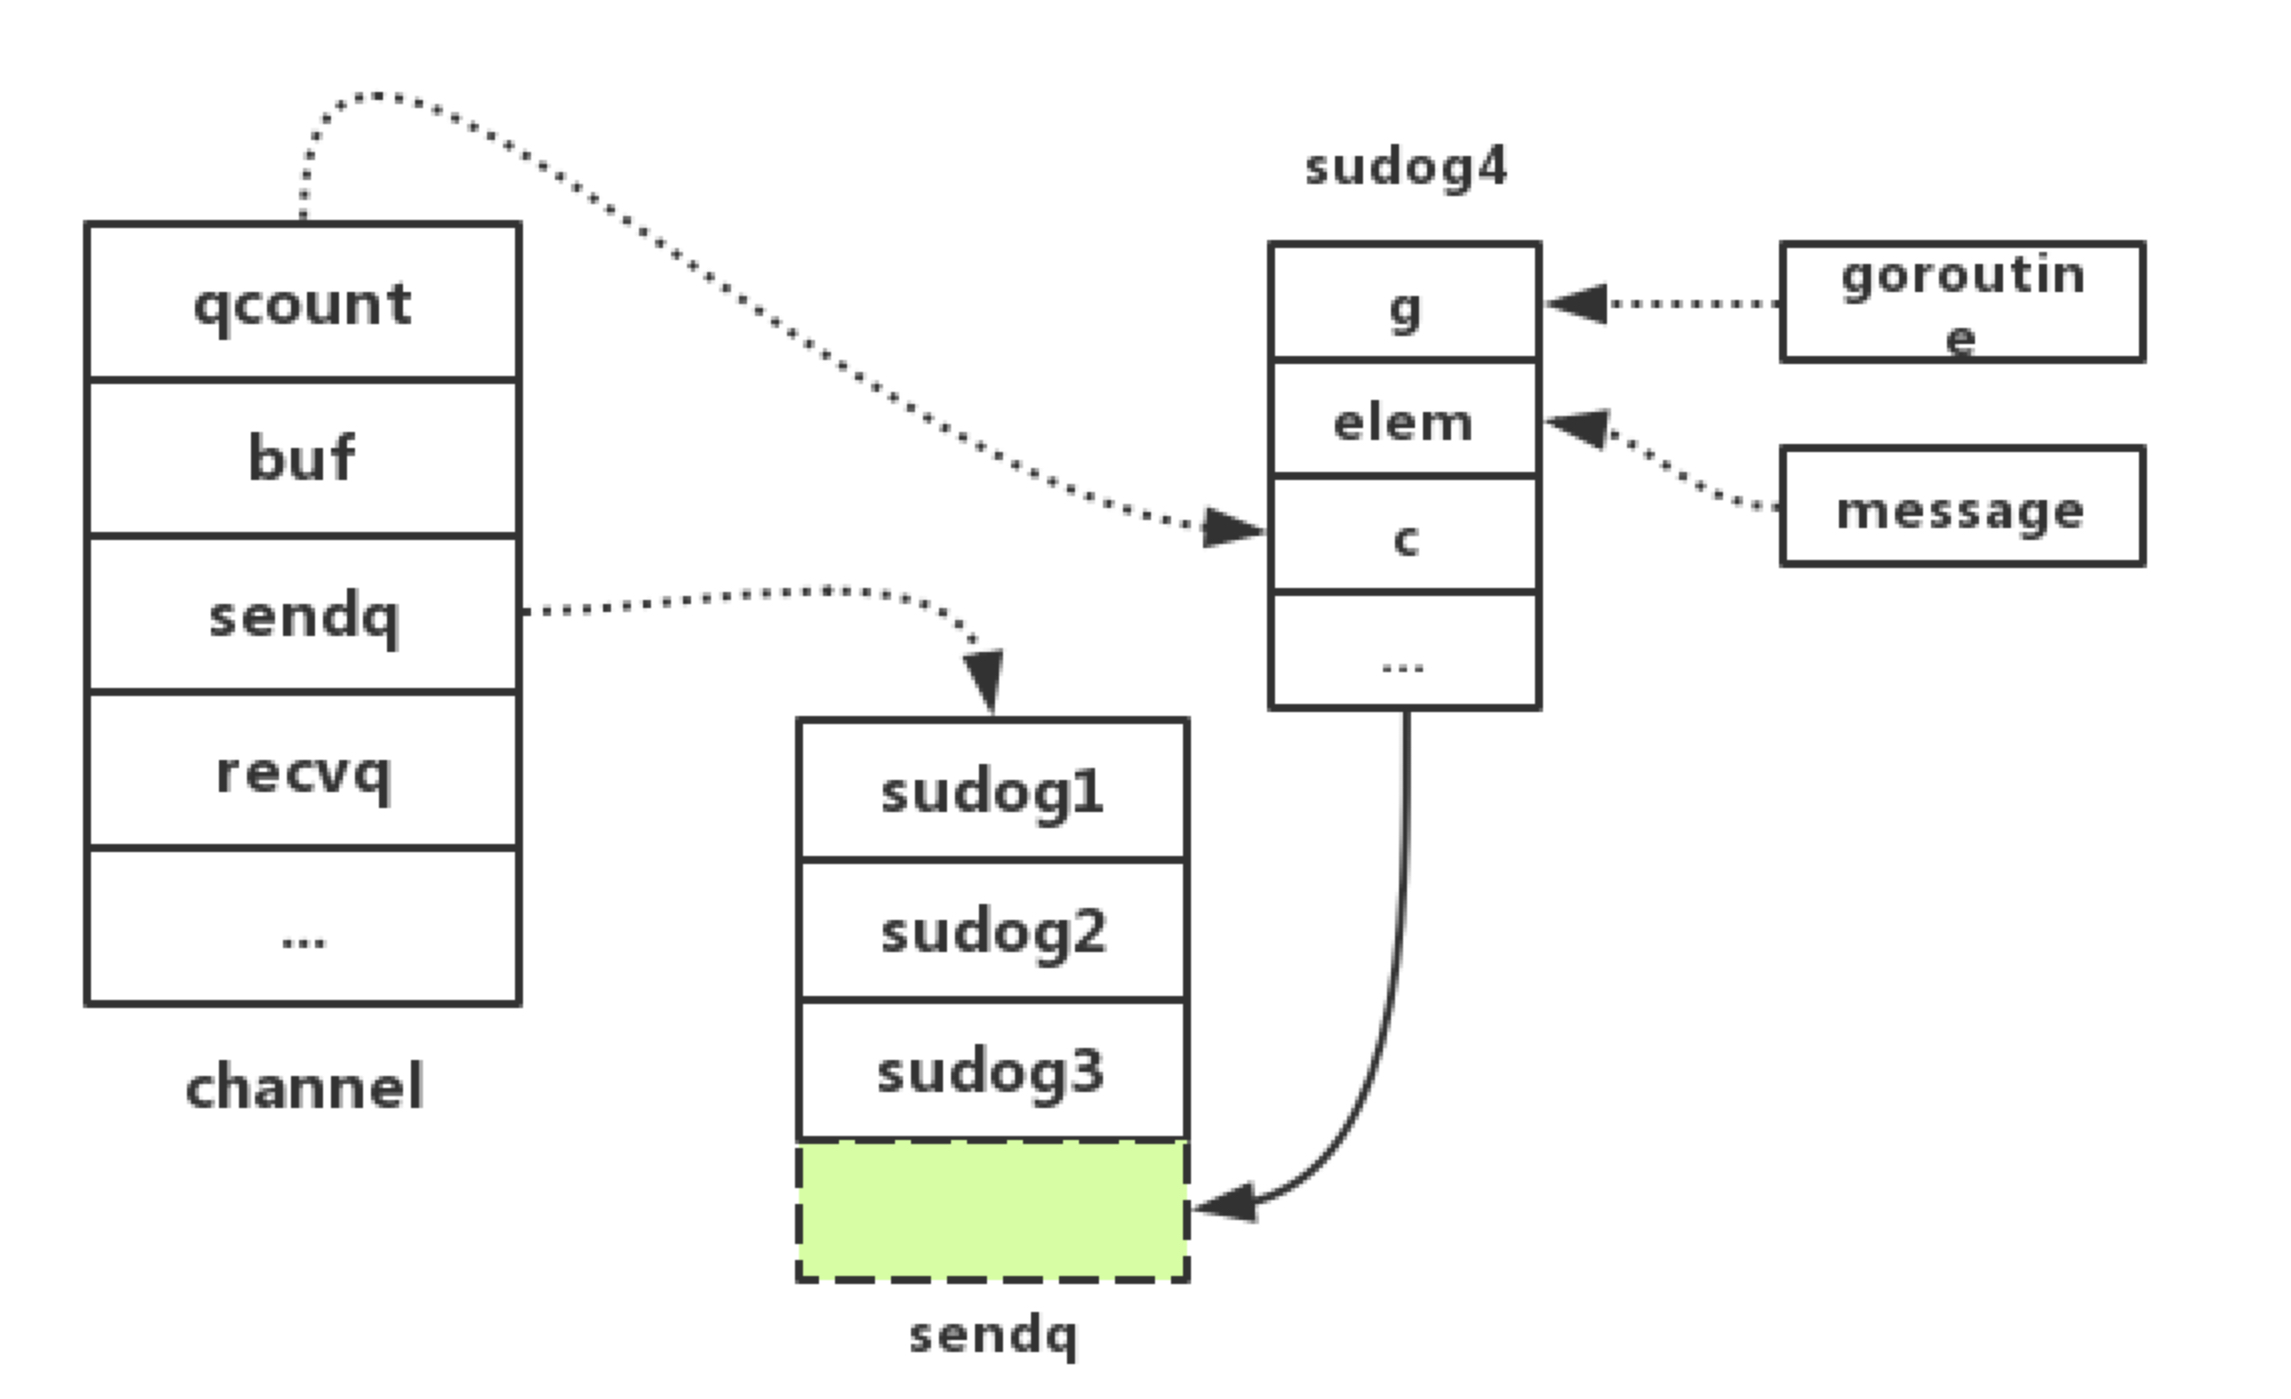 qcount
buf
sendq
recvq
...
channel
sudog4
g
elem
c
...
goroutin
e
message
sudog1
sudog2
sudog3
sendq